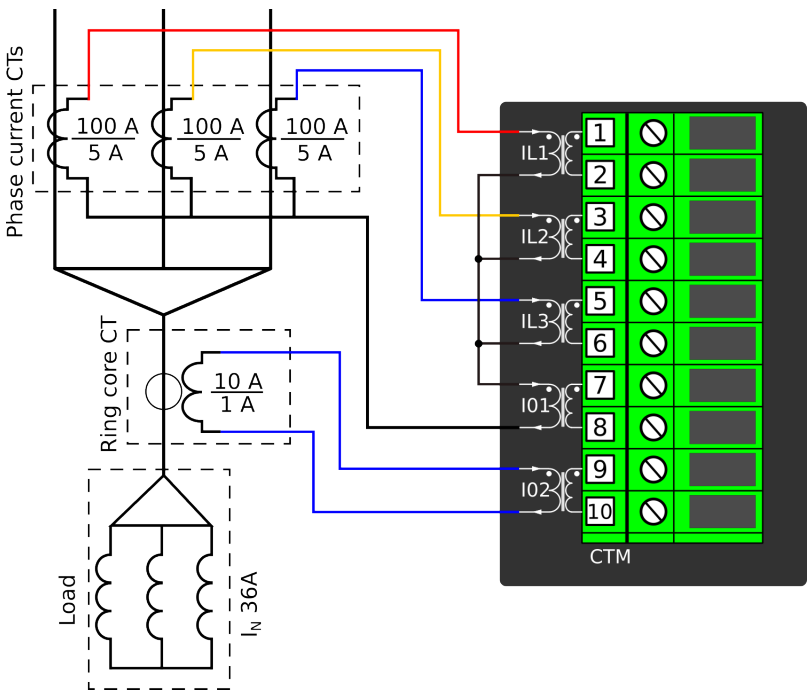 Phase current CTs
100 A
5 A
100 A
5 A
100 A
5 A
Ring core CT
10 A
1 A
Load
I_N 36A
IL1
IL2
IL3
I01
I02
1
2
3
4
5
6
7
8
9
10
CTM